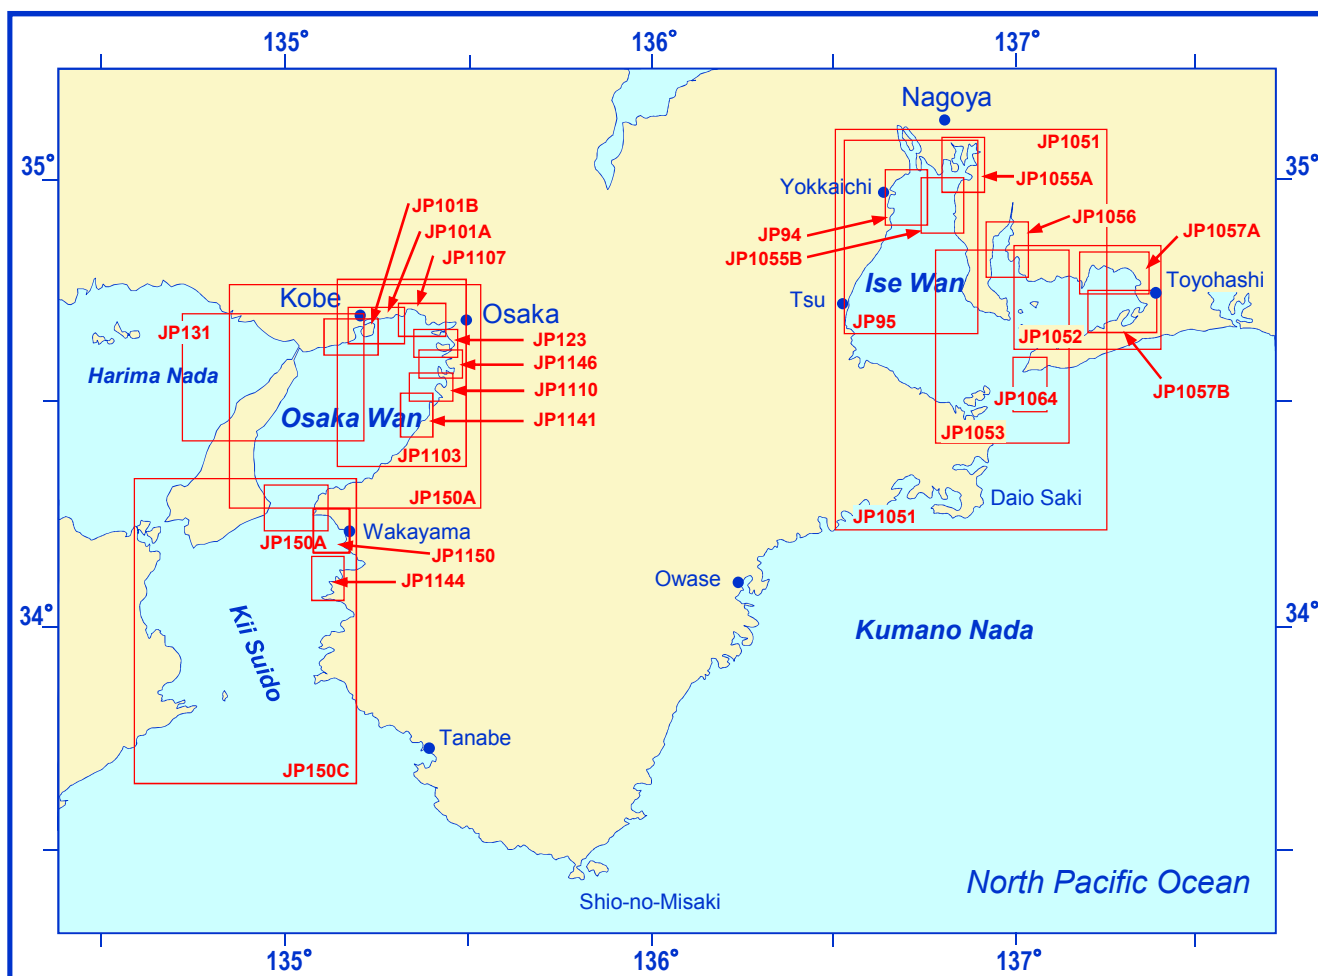 135°
136°
137°
Nagoya
35°
35°
JP1051
Yokkaichi
JP1055A
JP101B
JP101A
JP1107
JP94
JP1055B
JP1056
JP1057A
Toyohashi
Ise Wan
Kobe
Osaka
Tsu
JP95
JP131
JP123
JP1052
JP1146
Harima Nada
JP1110
JP1064
JP1057B
Osaka Wan
JP1141
JP1053
JP1103
JP150A
Daio Saki
JP1051
Wakayama
JP150A
JP1150
JP1144
Owase
34°
34°
Kii Suido
Kumano Nada
Tanabe
JP150C
North Pacific Ocean
Shio-no-Misaki
135°
136°
137°